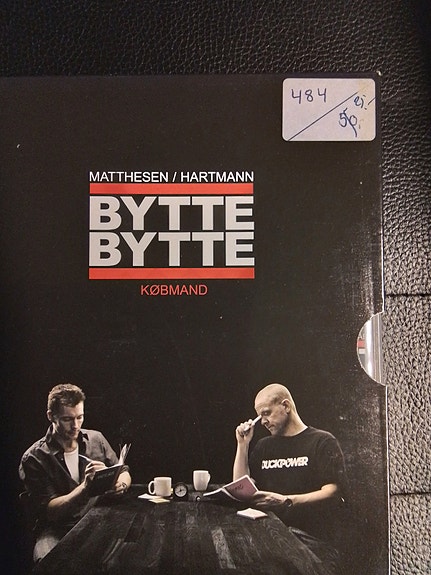 484
50,
MATTHESEN / HARTMANN
BYTTE
BYTTE
KØBMAND
DUCKPOWER